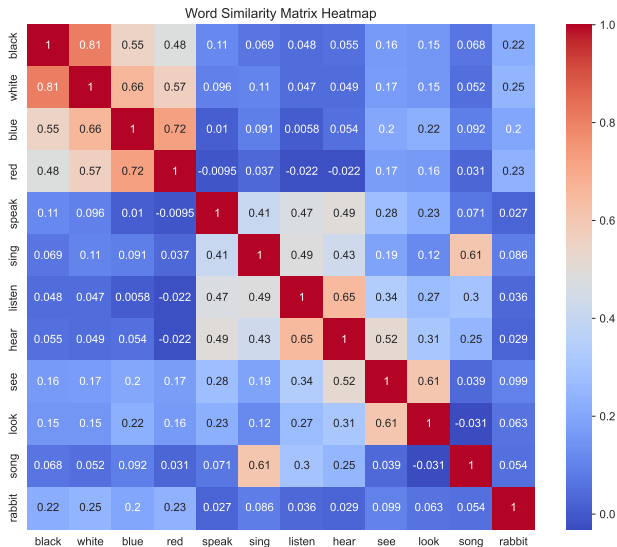 Word Similarity Matrix Heatmap
black 1 0.81 0.55 0.48 0.11 0.069 0.048 0.055 0.16 0.15 0.068 0.22
white 0.81 1 0.66 0.57 0.096 0.11 0.047 0.049 0.17 0.15 0.052 0.25
blue 0.55 0.66 1 0.72 0.01 0.091 0.0058 0.054 0.2 0.22 0.092 0.2
red 0.48 0.57 0.72 1 -0.0095 0.037 -0.022 -0.022 0.17 0.16 0.031 0.23
speak 0.11 0.096 0.01 -0.0095 1 0.41 0.47 0.49 0.28 0.23 0.071 0.027
sing 0.069 0.11 0.091 0.037 0.41 1 0.49 0.43 0.19 0.12 0.61 0.086
listen 0.048 0.047 0.0058 -0.022 0.47 0.49 1 0.65 0.34 0.27 0.3 0.036
hear 0.055 0.049 0.054 -0.022 0.49 0.43 0.65 1 0.52 0.31 0.25 0.029
see 0.16 0.17 0.2 0.17 0.28 0.19 0.34 0.52 1 0.61 0.039 0.099
look 0.15 0.15 0.22 0.16 0.23 0.12 0.27 0.31 0.61 1 -0.031 0.063
song 0.068 0.052 0.092 0.031 0.071 0.61 0.3 0.25 0.039 -0.031 1 0.054
rabbit 0.22 0.25 0.2 0.23 0.027 0.086 0.036 0.029 0.099 0.063 0.054 1
black white blue red speak sing listen hear see look song rabbit
1.0
0.8
0.6
0.4
0.2
0.0